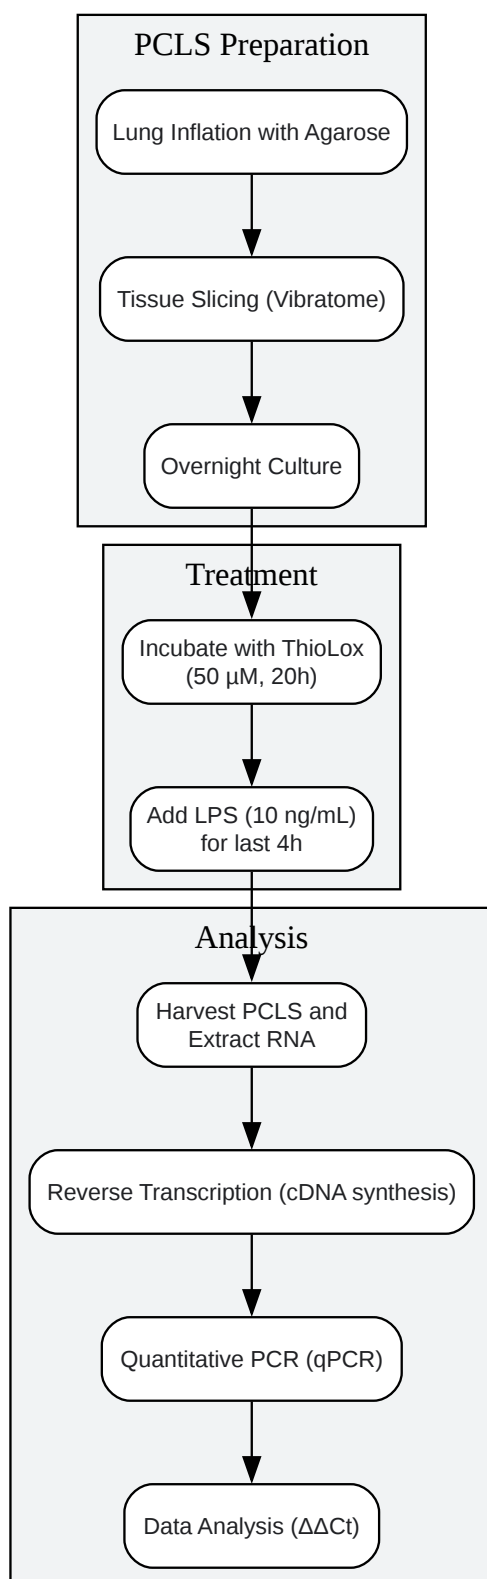 PCLS Preparation
Lung Inflation with Agarose
Tissue Slicing (Vibratome)
Overnight Culture
Treatment
Incubate with ThioLox
(50 µM, 20h)
Add LPS (10 ng/mL)
for last 4h
Analysis
Harvest PCLS and
Extract RNA
Reverse Transcription (cDNA synthesis)
Quantitative PCR (qPCR)
Data Analysis (ΔΔCt)